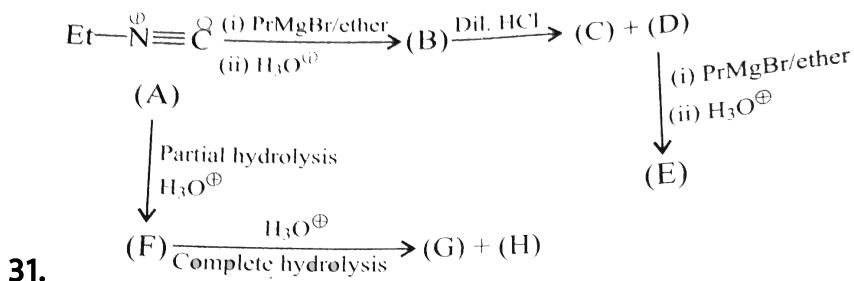 Et—N⊕≡C⊖ (i) PrMgBr/ether (ii) H₃O⊕ (B) Dil. HCl (C) + (D)
(A)
(i) PrMgBr/ether
(ii) H₃O⊕
Partial hydrolysis
H₃O⊕
(E)
(F) H₃O⊕ Complete hydrolysis (G) + (H)
31.